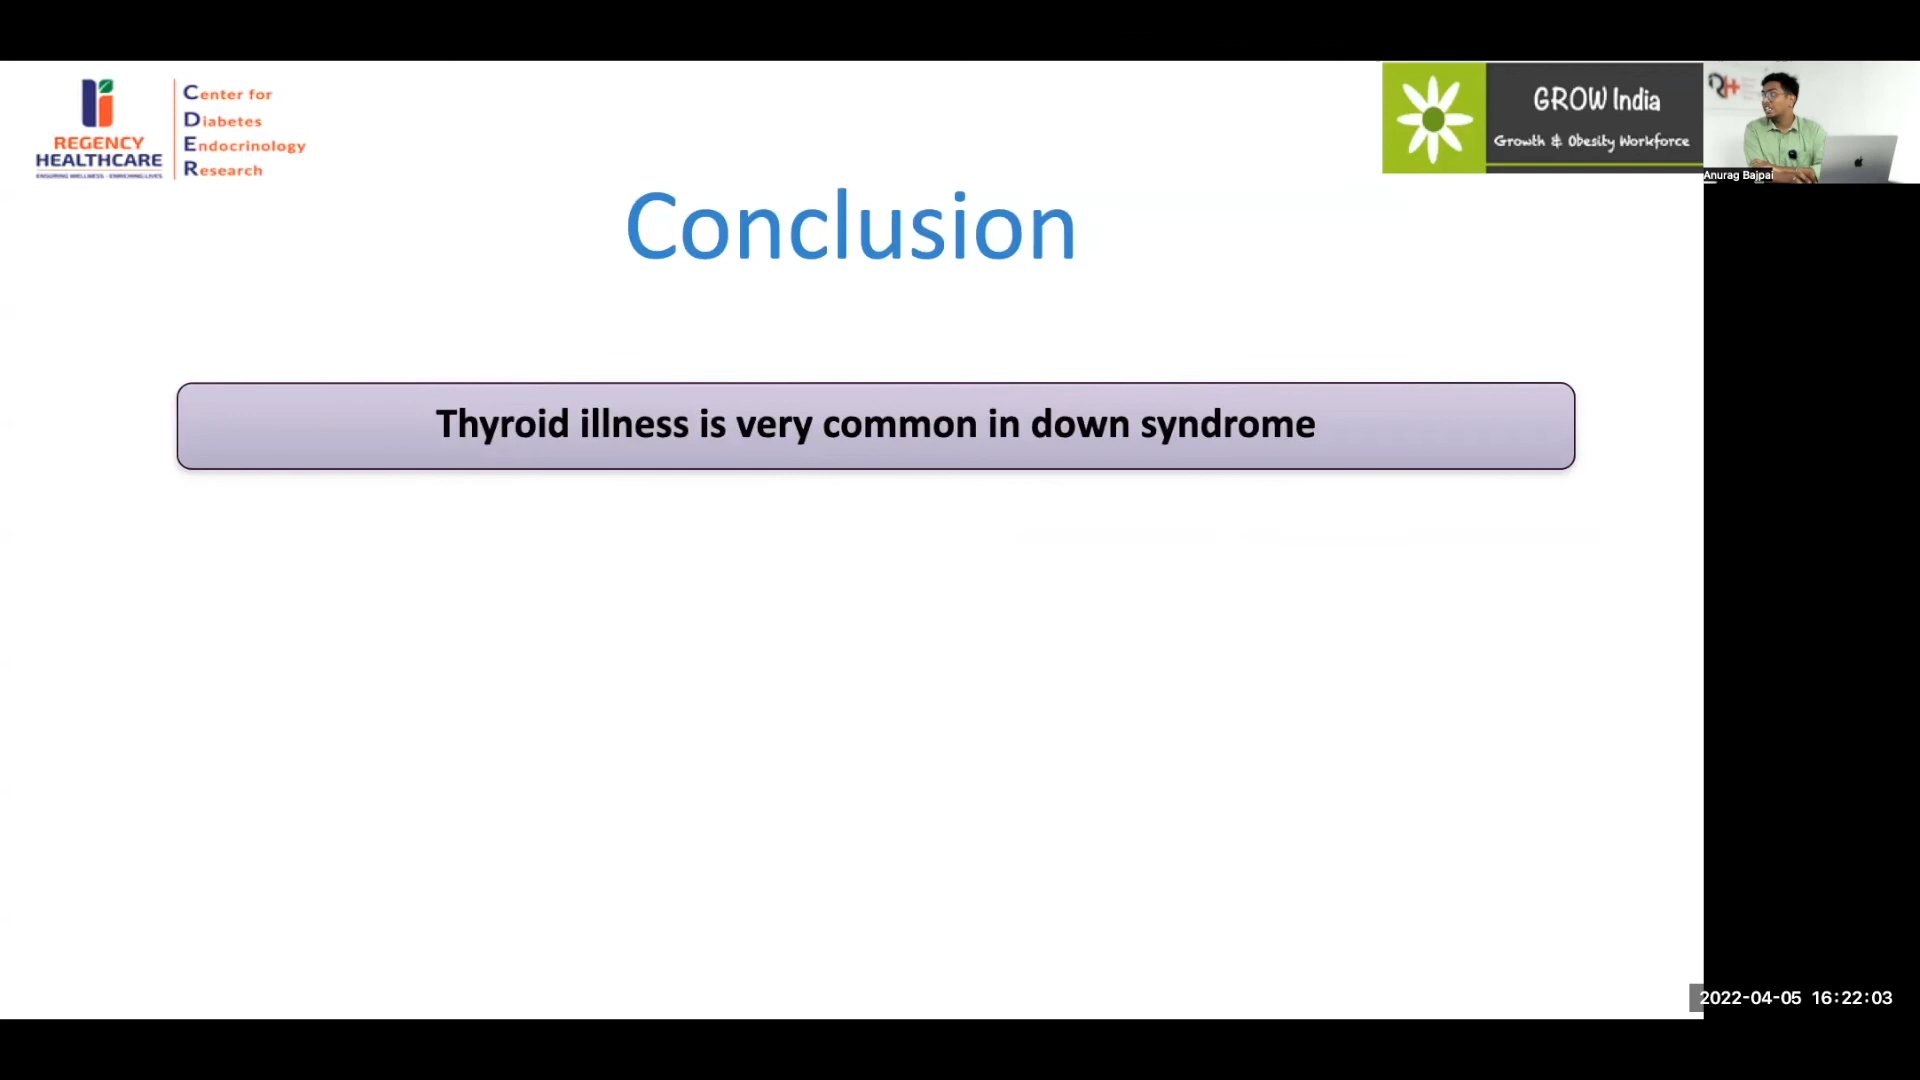 REGENCY
HEALTHCARE
ENSURING WELLNESS - ENRICHING LIVES
Center for
Diabetes
Endocrinology
Research
GROW India
Growth & Obesity Workforce
Anurag Bajpai
Conclusion
Thyroid illness is very common in down syndrome
2022-04-05 16:22:03